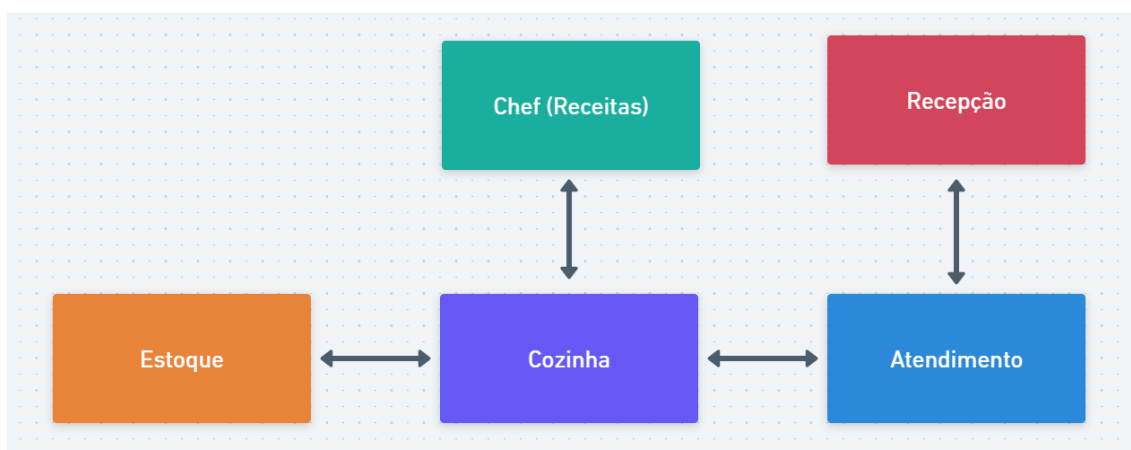 Chef (Receitas)
Recepção
Estoque
Cozinha
Atendimento